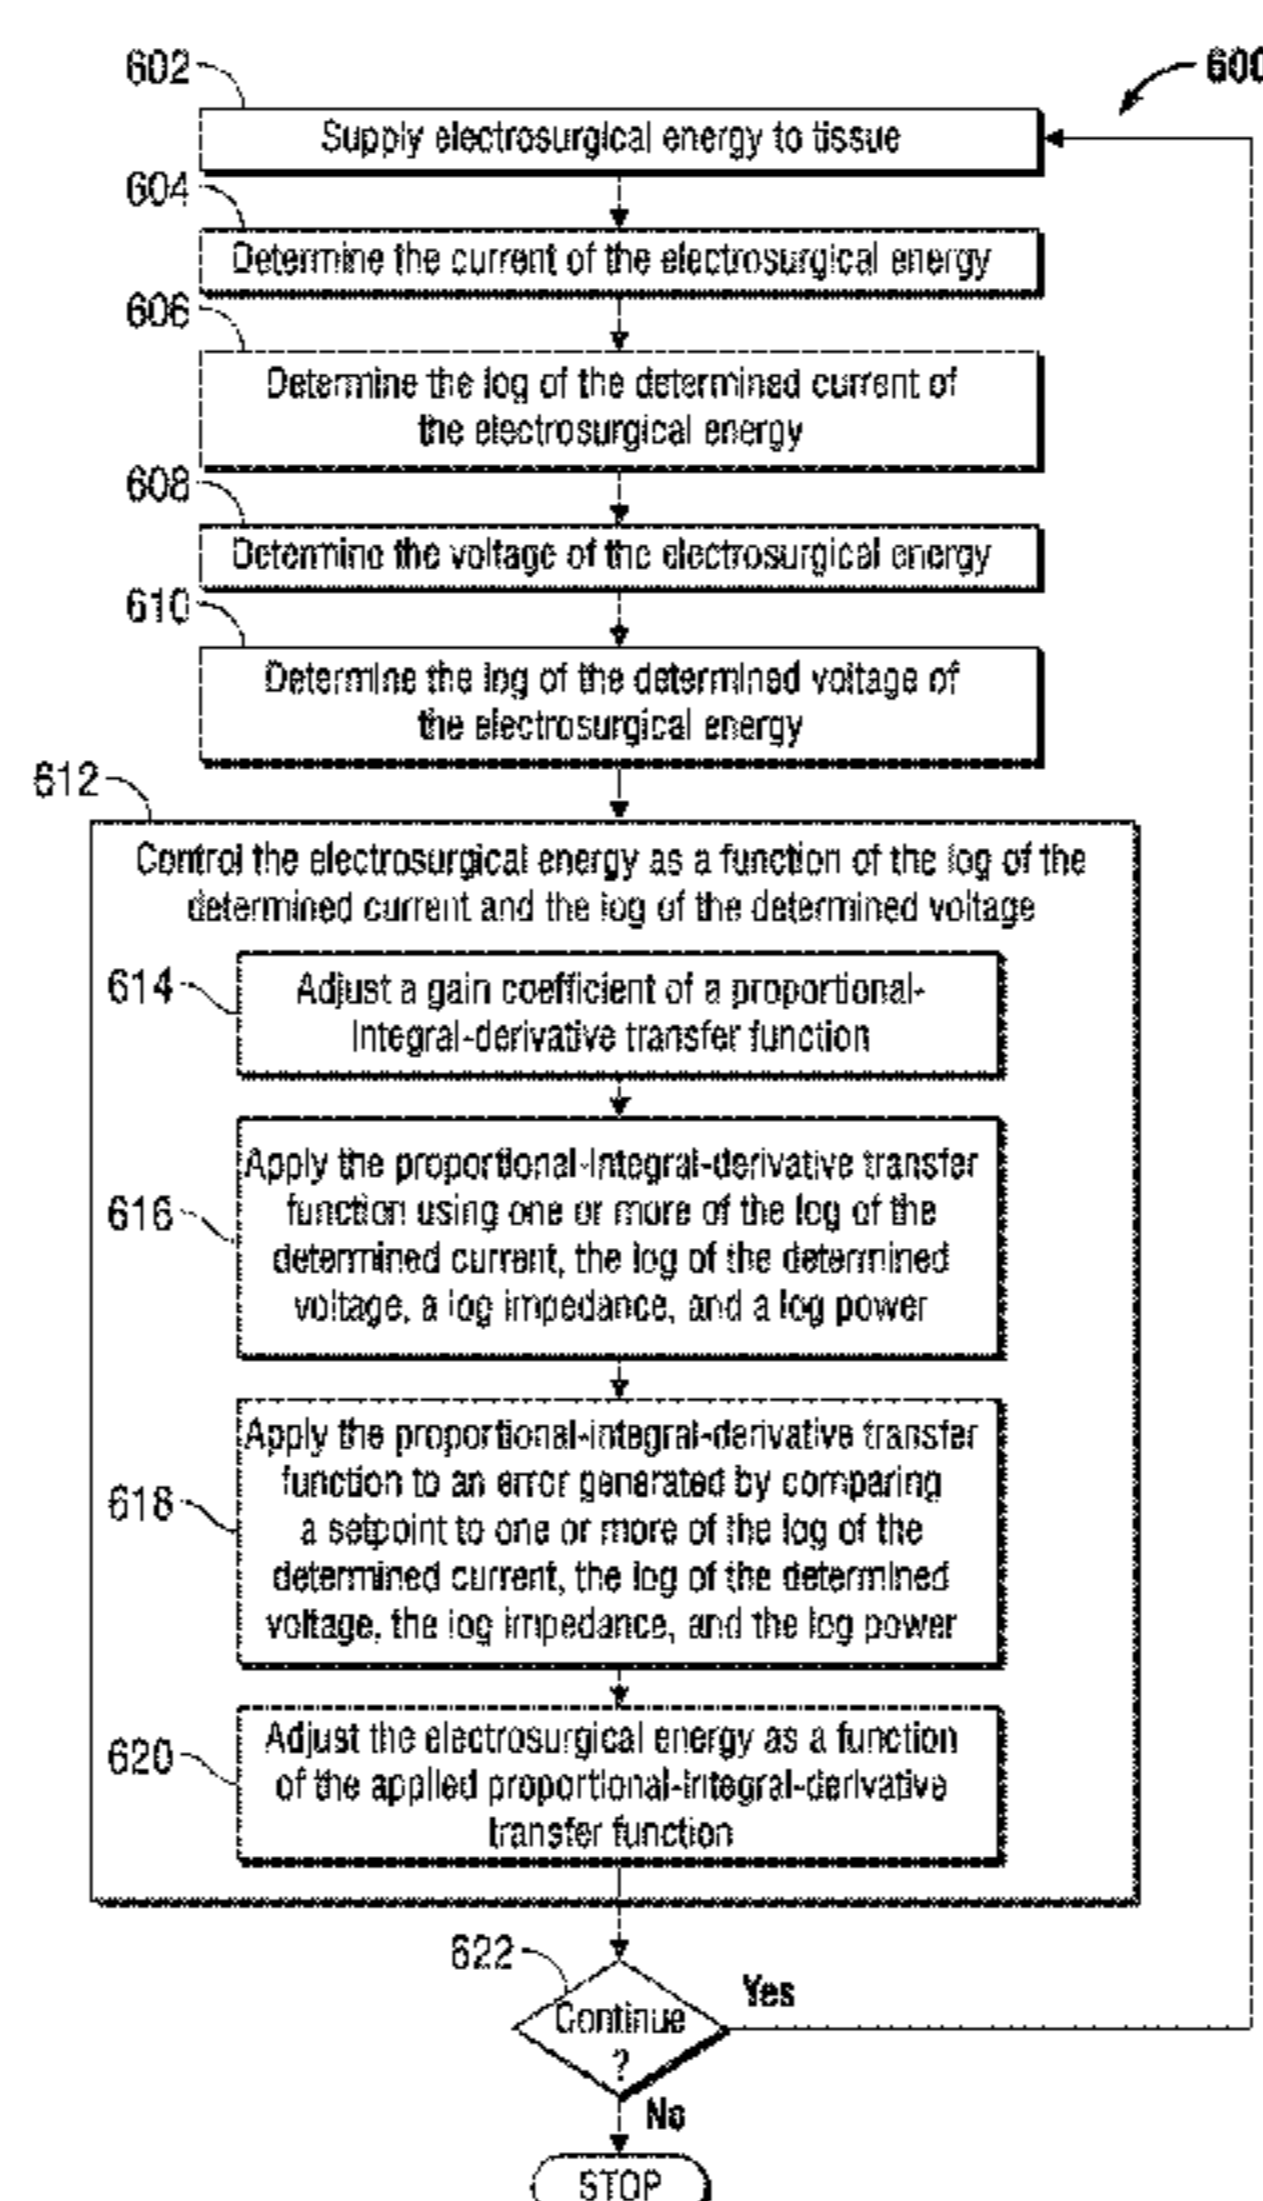 600
602
Supply electrosurgical energy to tissue
604
Determine the current of the electrosurgical energy
606
Determine the log of the determined current of
the electrosurgical energy
608
Determine the voltage of the electrosurgical energy
610
Determine the log of the determined voltage of
the electrosurgical energy
612
Control the electrosurgical energy as a function of the log of the
determined current and the log of the determined voltage
614
Adjust a gain coefficient of a proportional-
integral-derivative transfer function
616
Apply the proportional-integral-derivative transfer
function using one or more of the log of the
determined current, the log of the determined
voltage, a log impedance, and a log power
618
Apply the proportional-integral-derivative transfer
function to an error generated by comparing
a setpoint to one or more of the log of the
determined current, the log of the determined
voltage, the log impedance, and the log power
620
Adjust the electrosurgical energy as a function
of the applied proportional-integral-derivative
transfer function
622
Continue
?
Yes
No
STOP